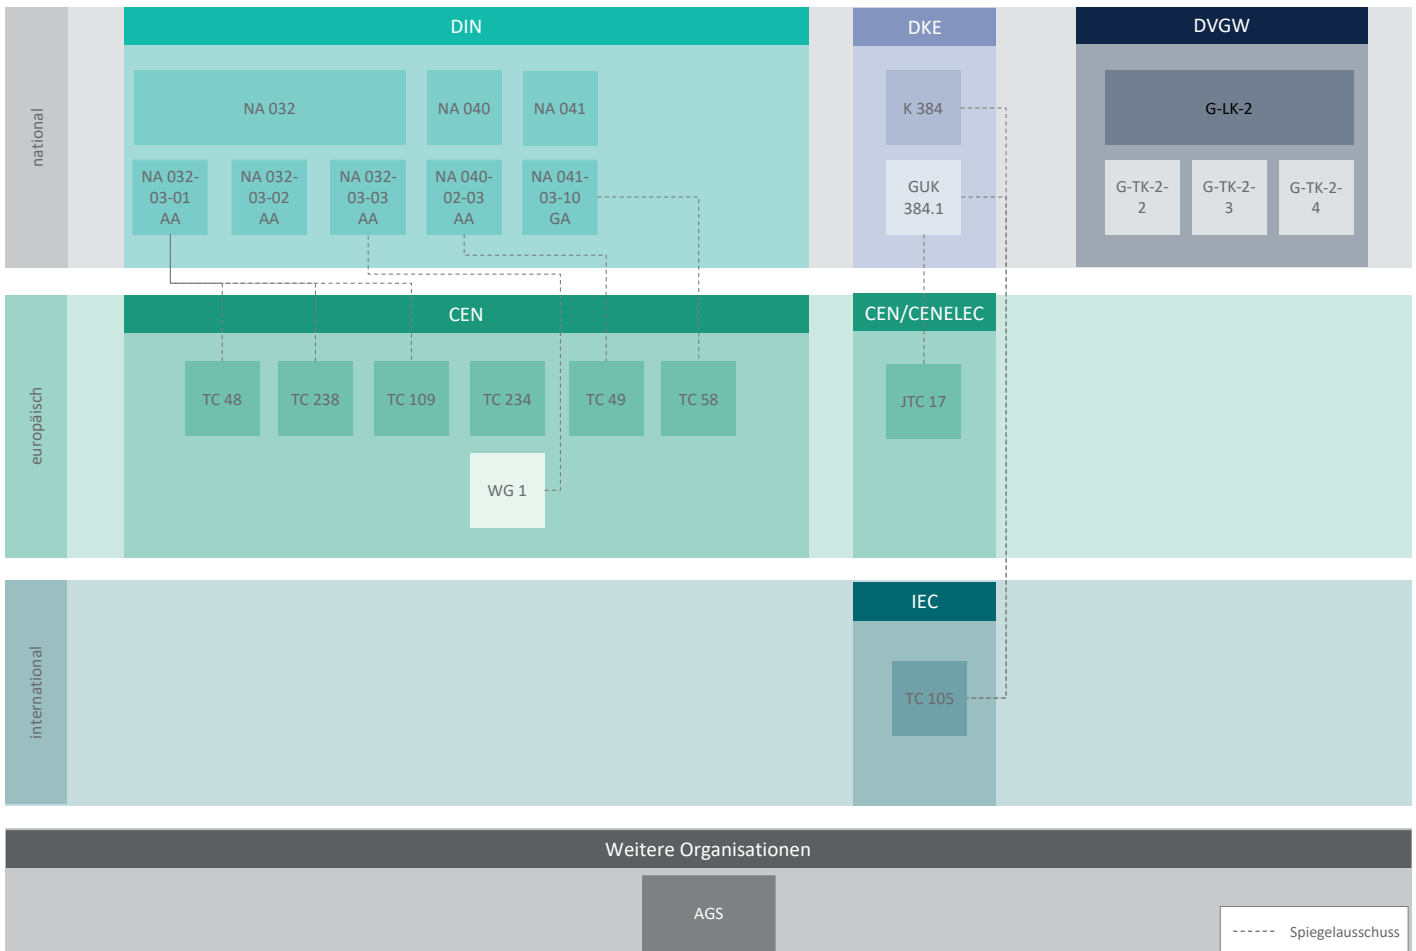 national
DIN
NA 032
NA 040
NA 041
NA 032-
03-01
AA
NA 032-
03-02
AA
NA 032-
03-03
AA
NA 040-
02-03
AA
NA 041-
03-10
GA
DKE
K 384
GUK
384.1
DVGW
G-LK-2
G-TK-2-
2
G-TK-2-
3
G-TK-2-
4
europäisch
CEN
TC 48
TC 238
TC 109
TC 234
TC 49
TC 58
WG 1
CEN/CENELEC
JTC 17
international
IEC
TC 105
Weitere Organisationen
AGS
Spiegelausschuss